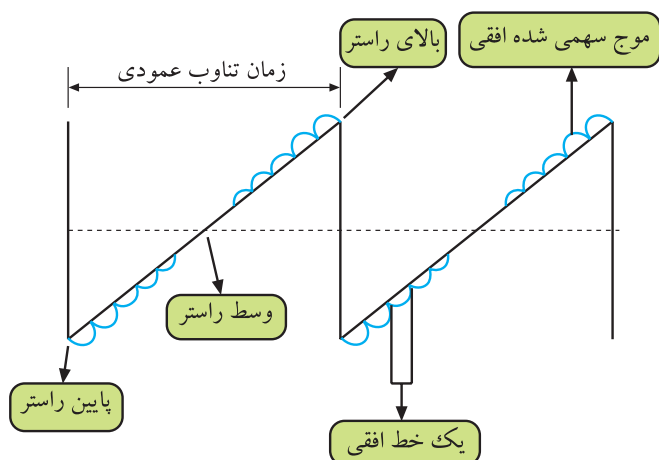 موج سهمی شده افقی
بالای راستر
زمان تناوب عمودی
وسط راستر
پایین راستر
یک خط افقی